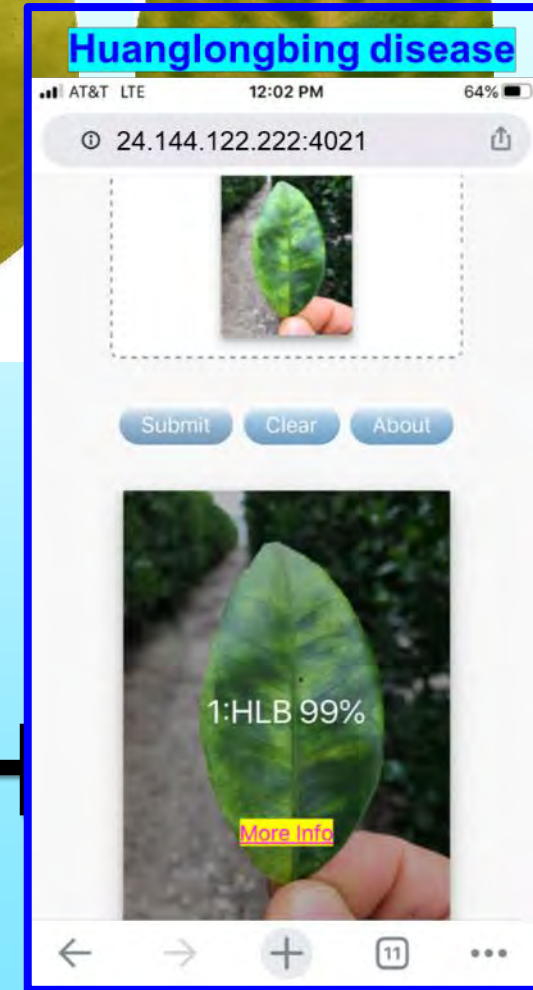 Huanglongbing disease
AT&T LTE 12:02 PM 64%
24.144.122.222:4021
Submit Clear About
1:HLB 99%
More Info
11